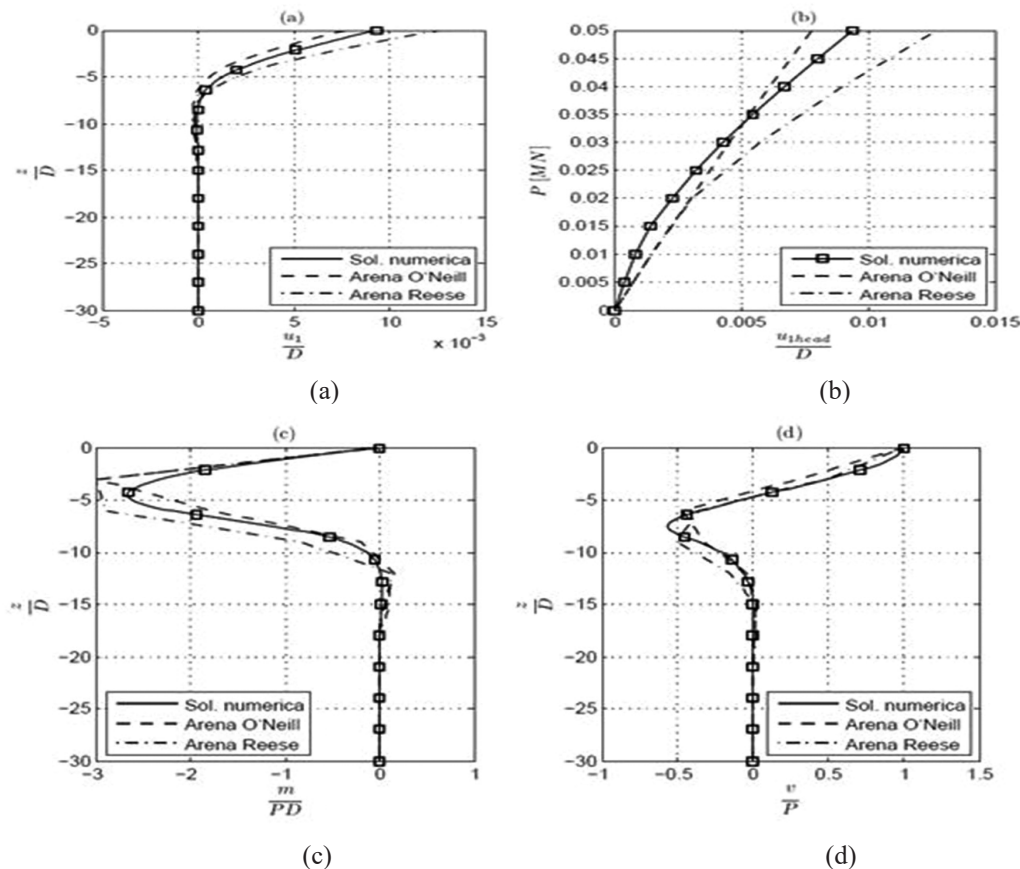 (a)
0
−5
−10
−15
−20
−25
−30
z/D
−5 0 5 10 15
× 10⁻³
u₁/D
Sol. numerica
Arena O'Neill
Arena Reese
(a)
(b)
0.05
0.045
0.04
0.035
0.03
0.025
0.02
0.015
0.01
0.005
0
P [MN]
0 0.005 0.01 0.015
u₁head/D
Sol. numerica
Arena O'Neill
Arena Reese
(b)
(c)
0
−5
−10
−15
−20
−25
−30
z/D
−3 −2 −1 0 1
m/PD
Sol. numerica
Arena O'Neill
Arena Reese
(c)
(d)
0
−5
−10
−15
−20
−25
−30
z/D
−1 −0.5 0 0.5 1 1.5
v/P
Sol. numerica
Arena O'Neill
Arena Reese
(d)